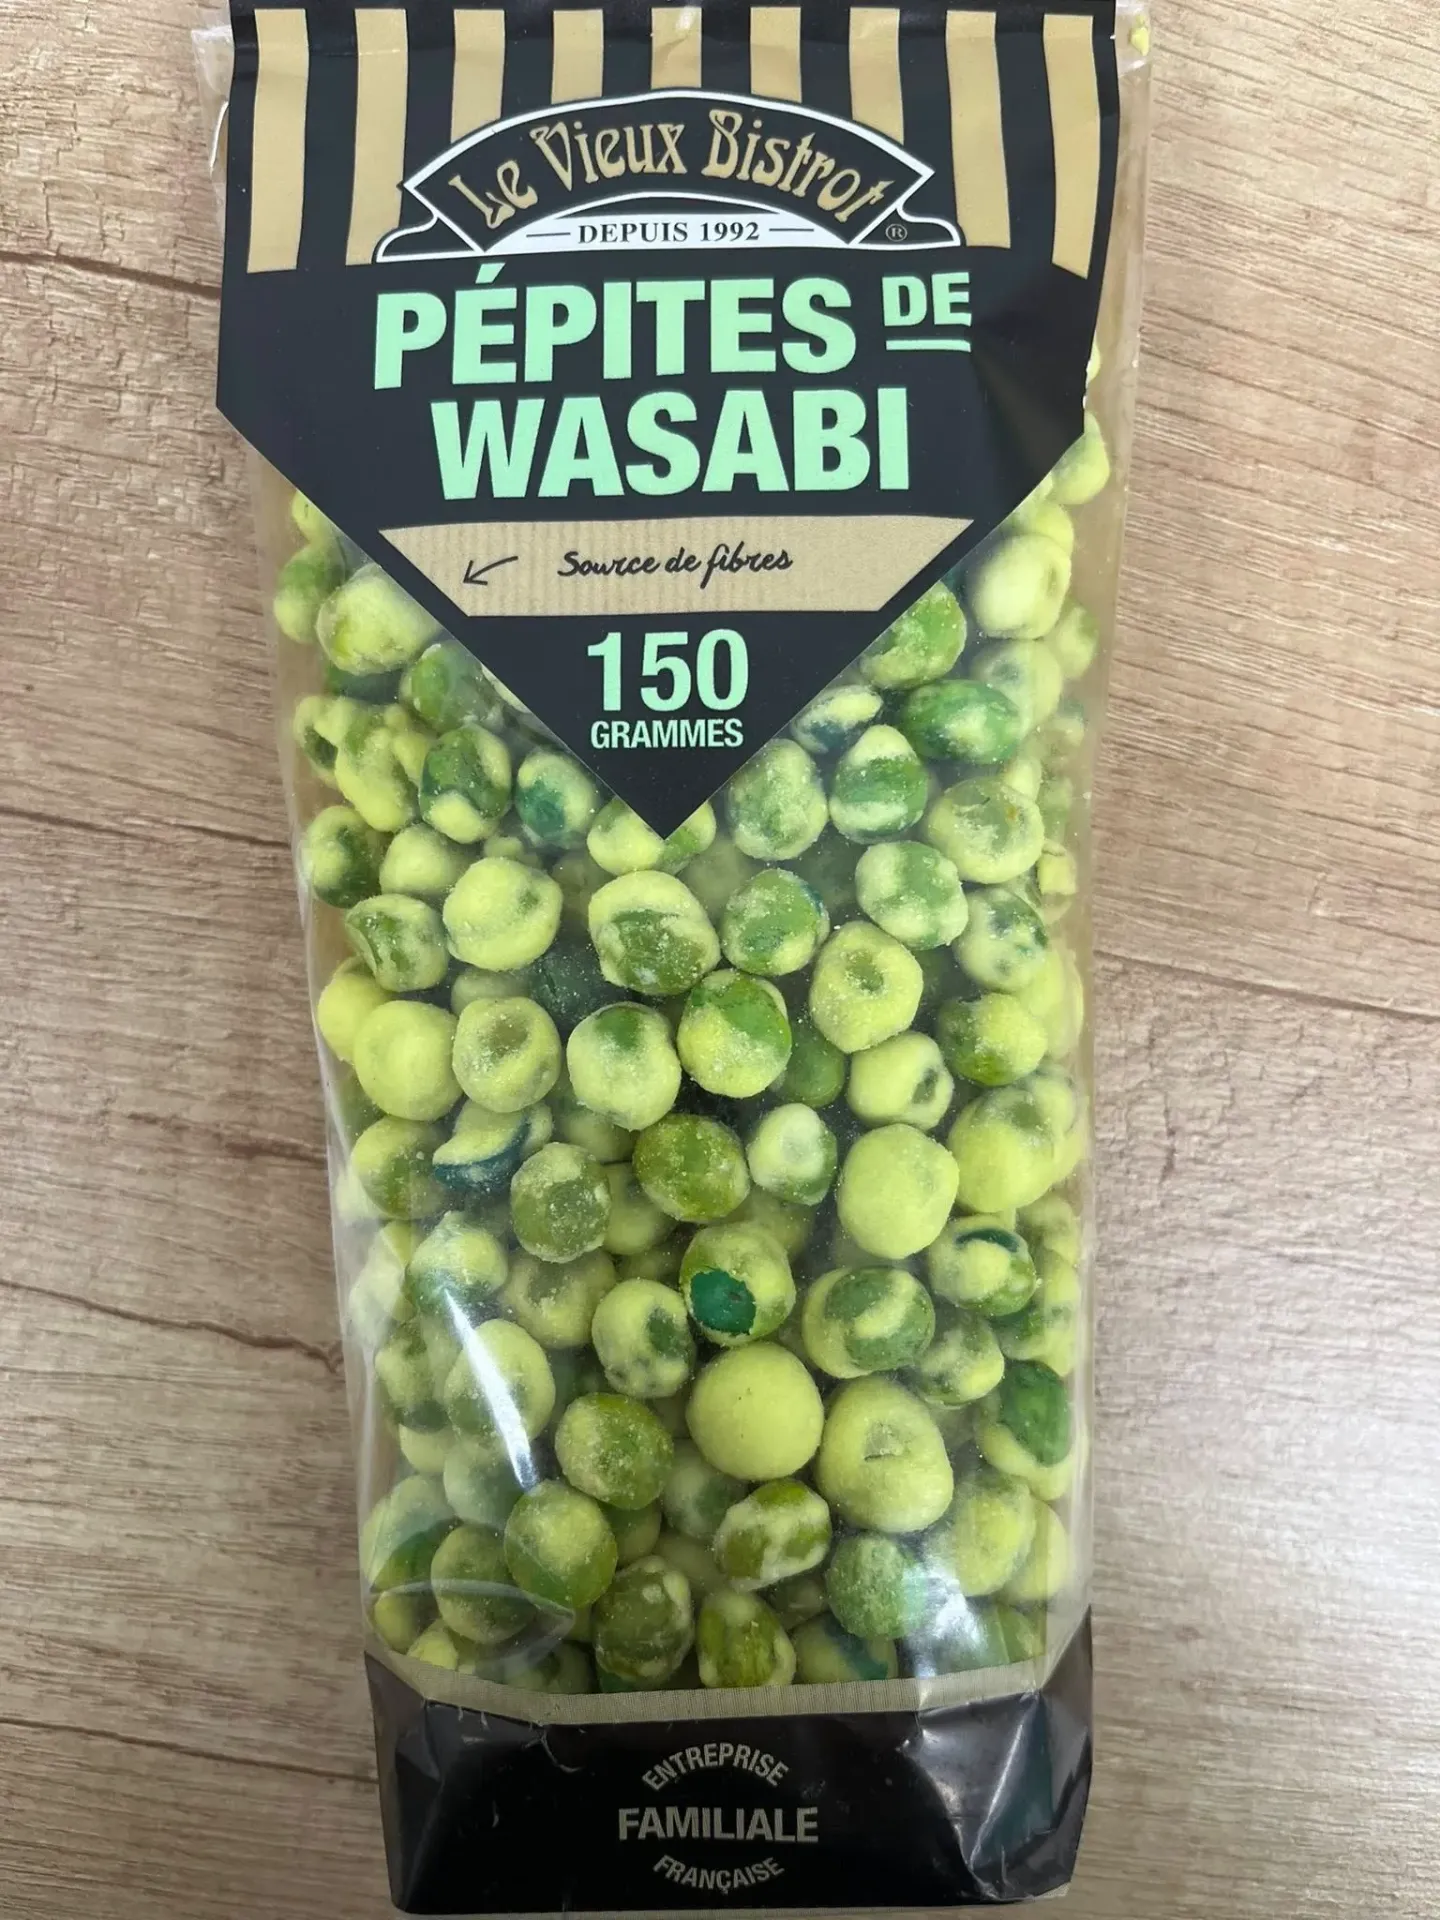 Le Vieux Bistrot
DEPUIS 1992
®
PÉPITES DE
WASABI
Source de fibres
150
GRAMMES
ENTREPRISE
FAMILIALE
FRANÇAISE